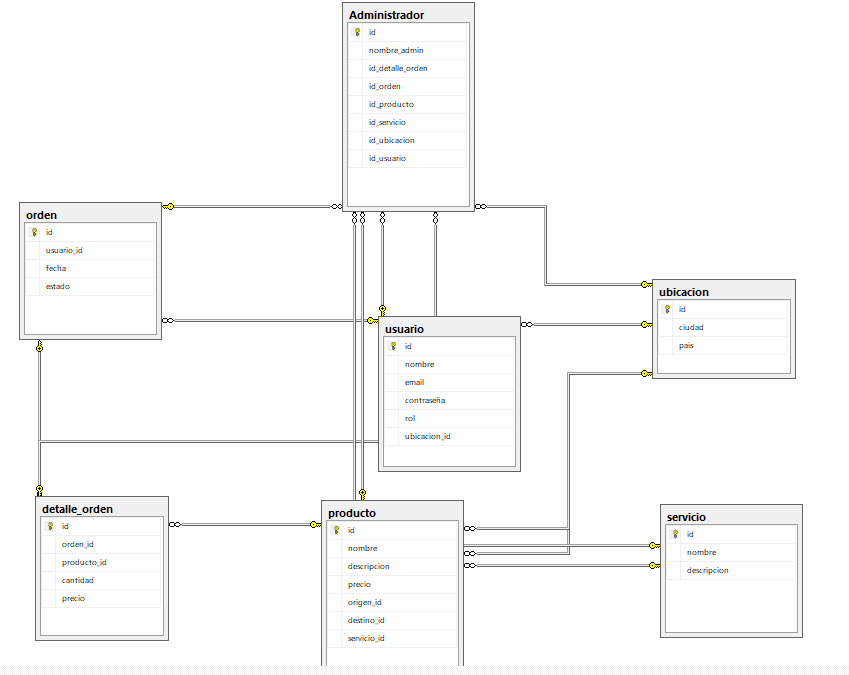 Administrador
id
nombre_admin
id_detalle_orden
id_orden
id_producto
id_servicio
id_ubicacion
id_usuario
orden
id
usuario_id
fecha
estado
ubicacion
id
ciudad
pais
usuario
id
nombre
email
contraseña
rol
ubicacion_id
detalle_orden
id
orden_id
producto_id
cantidad
precio
producto
id
nombre
descripcion
precio
origen_id
destino_id
servicio_id
servicio
id
nombre
descripcion